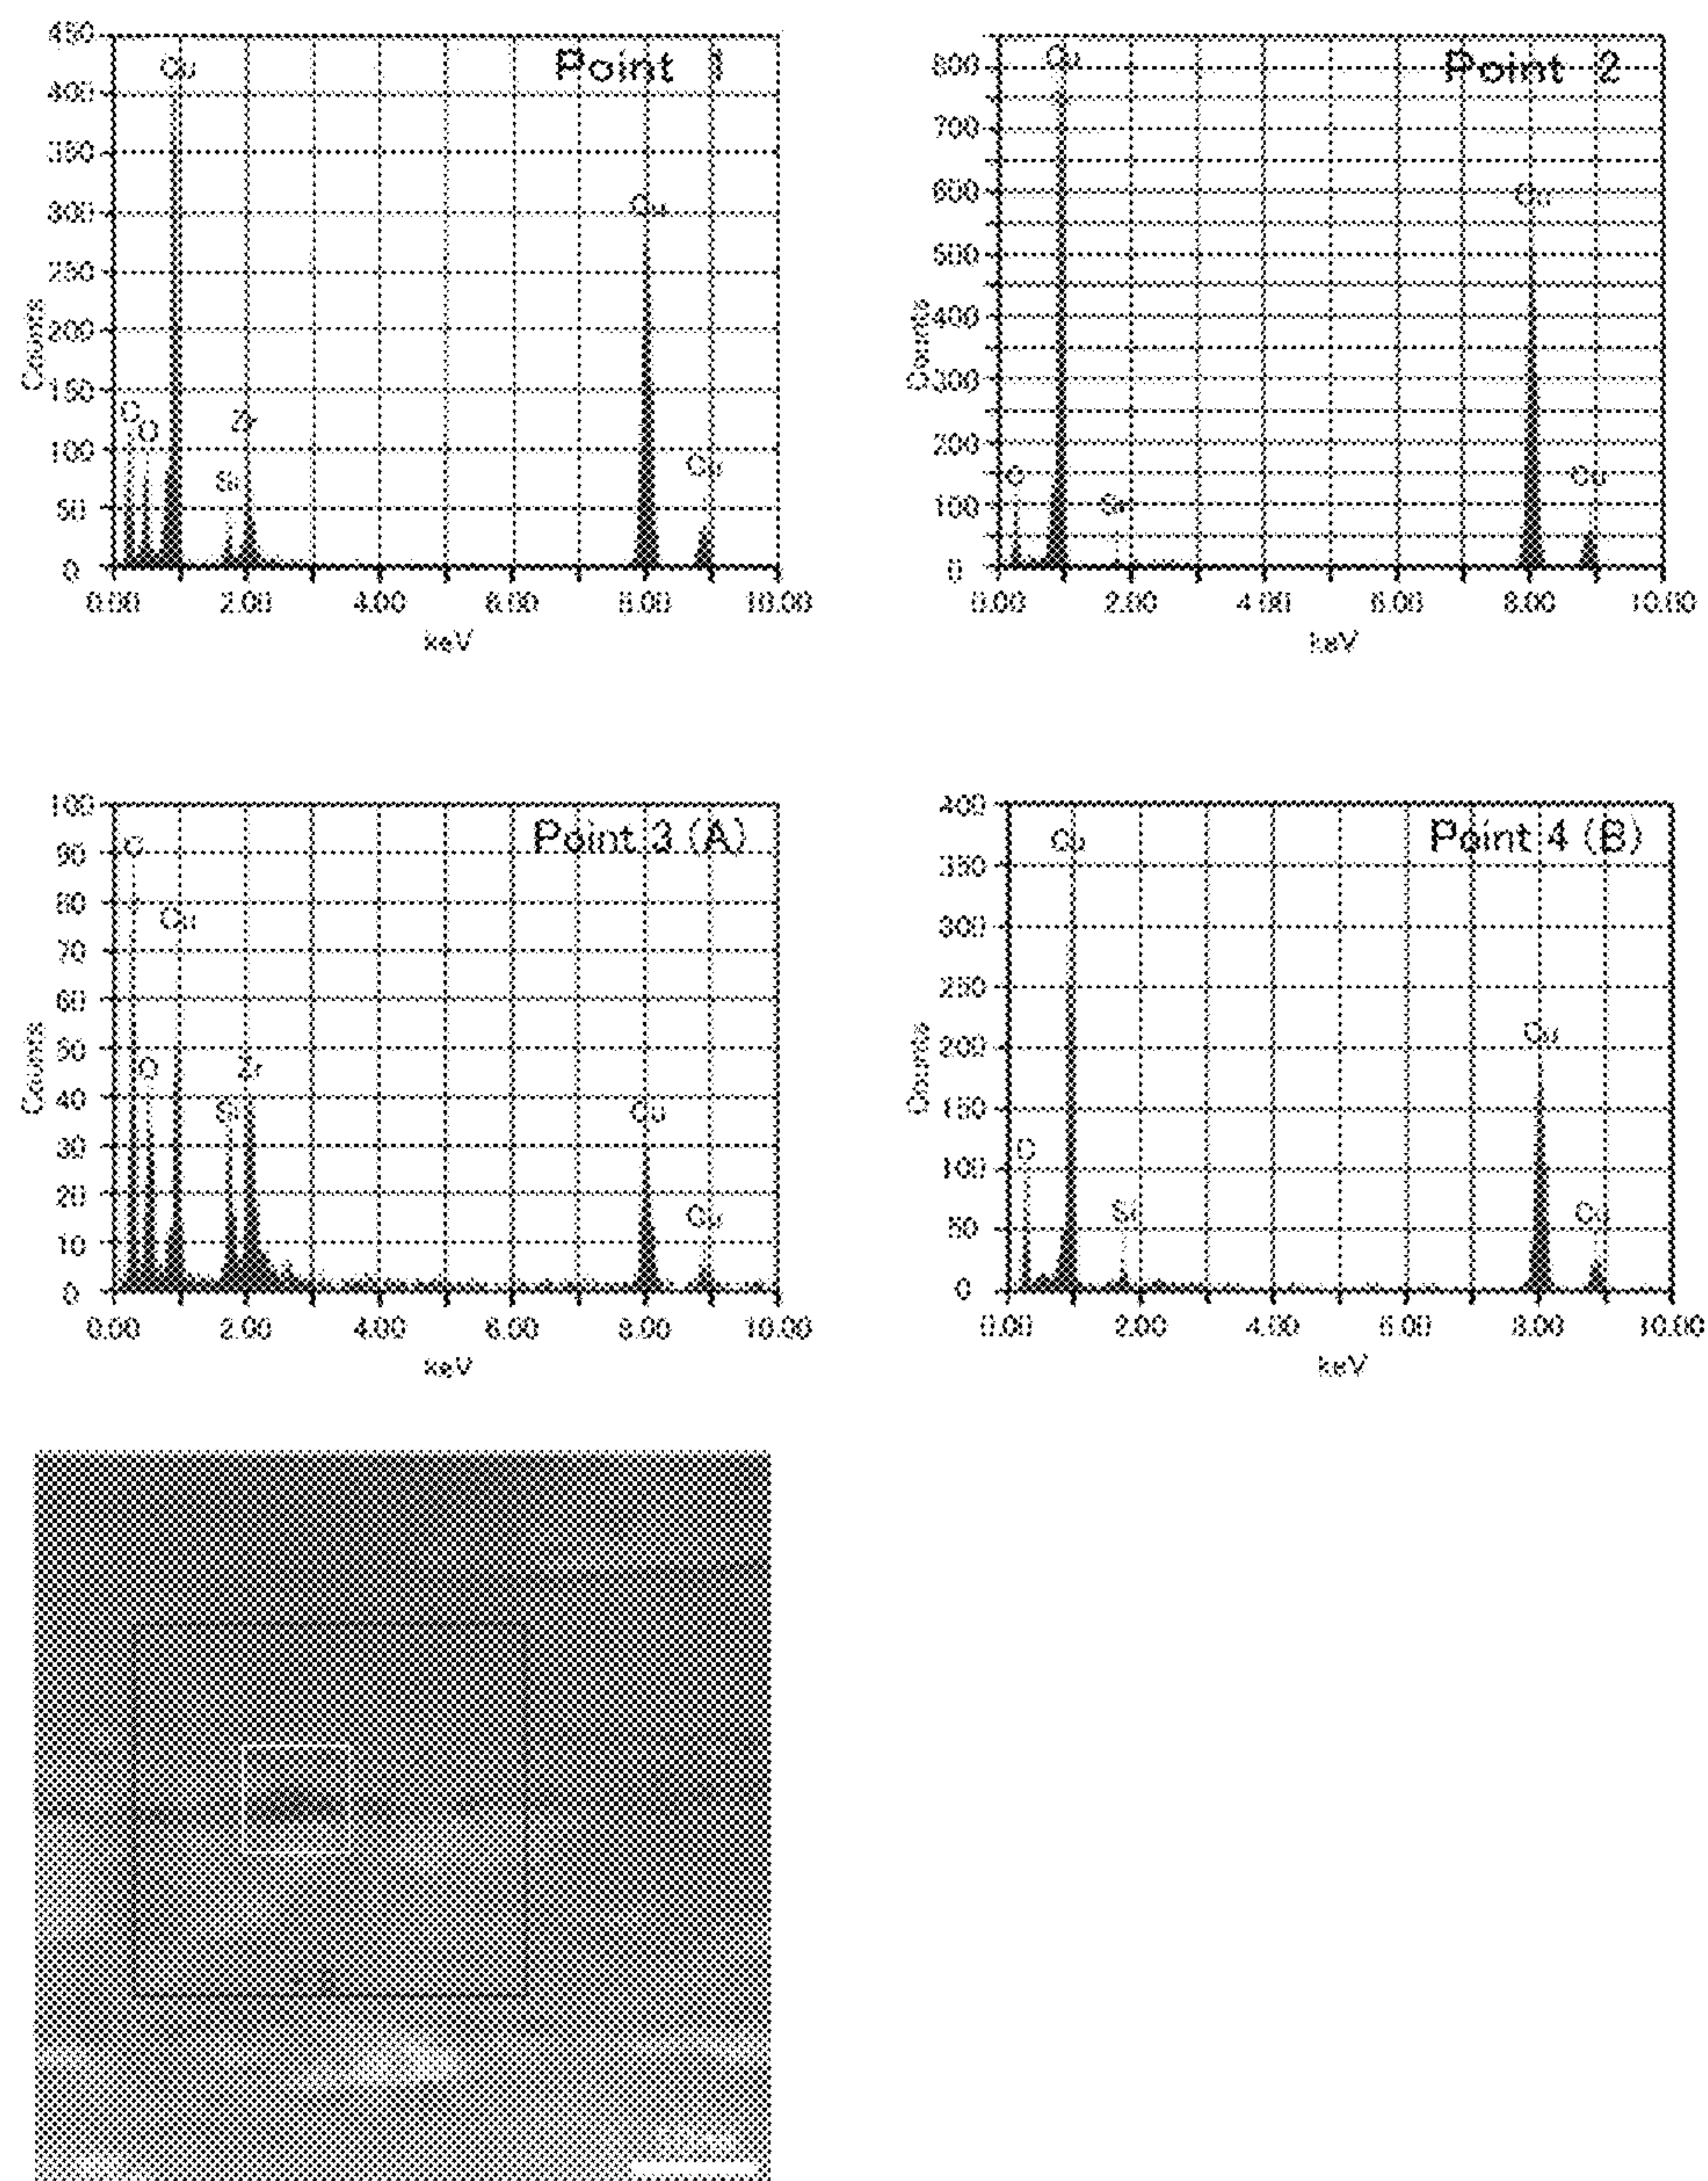 Point 1
Counts
450
400
350
300
250
200
150
100
50
0
Cu
C
O
Si
Zr
Cu
Cu
0.00 2.00 4.00 6.00 8.00 10.00
keV
Point 2
Counts
800
700
600
500
400
300
200
100
0
Cu
C
Si
Cu
Cu
0.00 2.00 4.00 6.00 8.00 10.00
keV
Point 3 (A)
Counts
100
90
80
70
60
50
40
30
20
10
0
C
Cu
O
Si
Zr
Cu
Cu
0.00 2.00 4.00 6.00 8.00 10.00
keV
Point 4 (B)
Counts
400
350
300
250
200
150
100
50
0
Cu
C
Si
Cu
Cu
0.00 2.00 4.00 6.00 8.00 10.00
keV